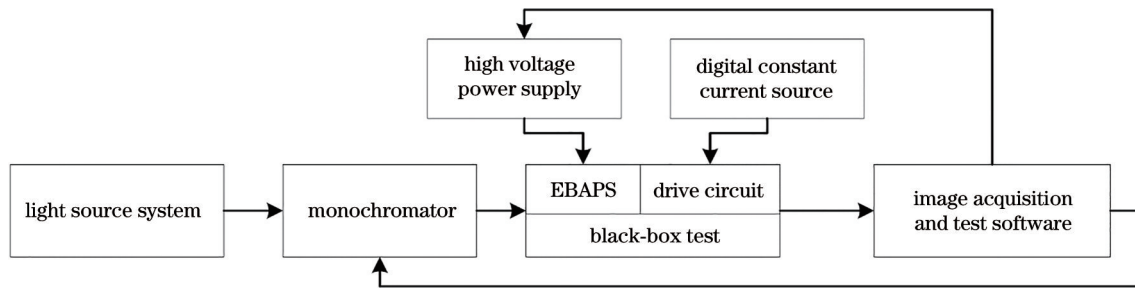 high voltage
power supply
digital constant
current source
light source system
monochromator
EBAPS
drive circuit
black-box test
image acquisition
and test software